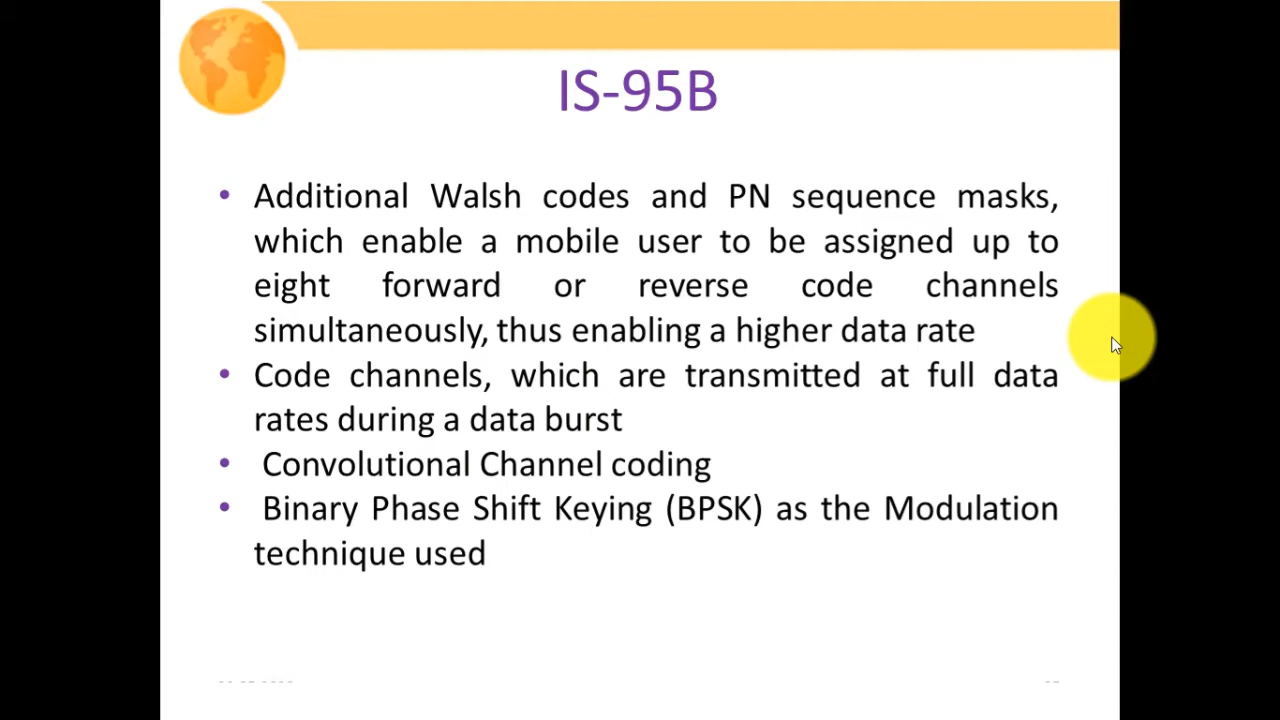 IS-95B
• Additional Walsh codes and PN sequence masks,
which enable a mobile user to be assigned up to
eight forward or reverse code channels
simultaneously, thus enabling a higher data rate
• Code channels, which are transmitted at full data
rates during a data burst
• Convolutional Channel coding
• Binary Phase Shift Keying (BPSK) as the Modulation
technique used